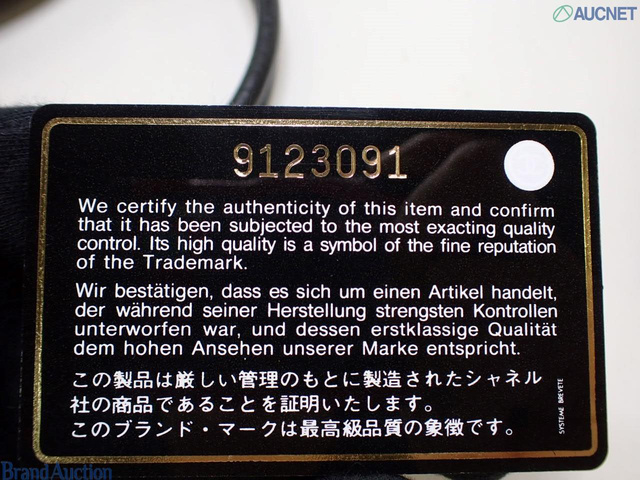 AUCNET
9123091
We certify the authenticity of this item and confirm
that it has been subjected to the most exacting quality
control. Its high quality is a symbol of the fine reputation
of the Trademark.
Wir bestätigen, dass es sich um einen Artikel handelt,
der während seiner Herstellung strengsten Kontrollen
unterworfen war, und dessen erstklassige Qualität
dem hohen Ansehen unserer Marke entspricht.
この製品は厳しい管理のもとに製造されたシャネル
社の商品であることを証明いたします。
このブランド・マークは最高級品質の象徴です。
SYSTEME BREVETE
Brand Auction